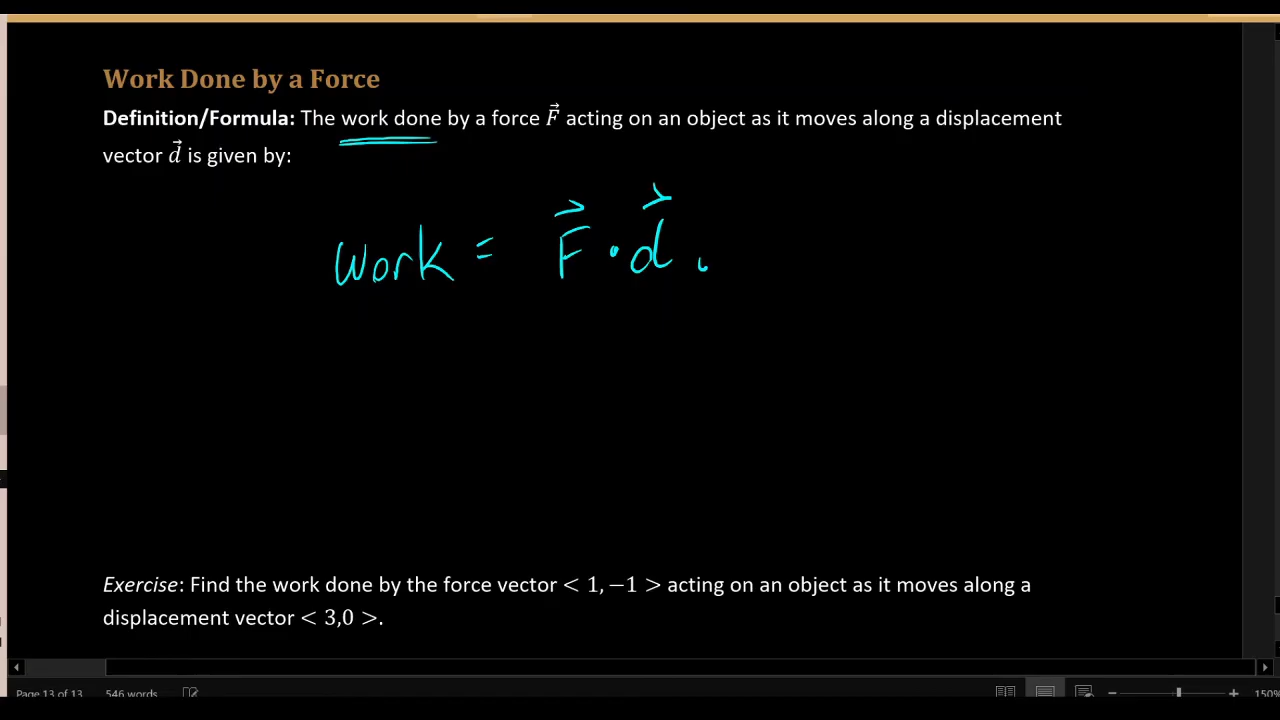 Work Done by a Force
Definition/Formula: The work done by a force F⃗ acting on an object as it moves along a displacement
vector d⃗ is given by:
Work = F⃗ · d⃗ .
Exercise: Find the work done by the force vector < 1, −1 > acting on an object as it moves along a
displacement vector < 3,0 >.
Page 13 of 13 546 words 150%